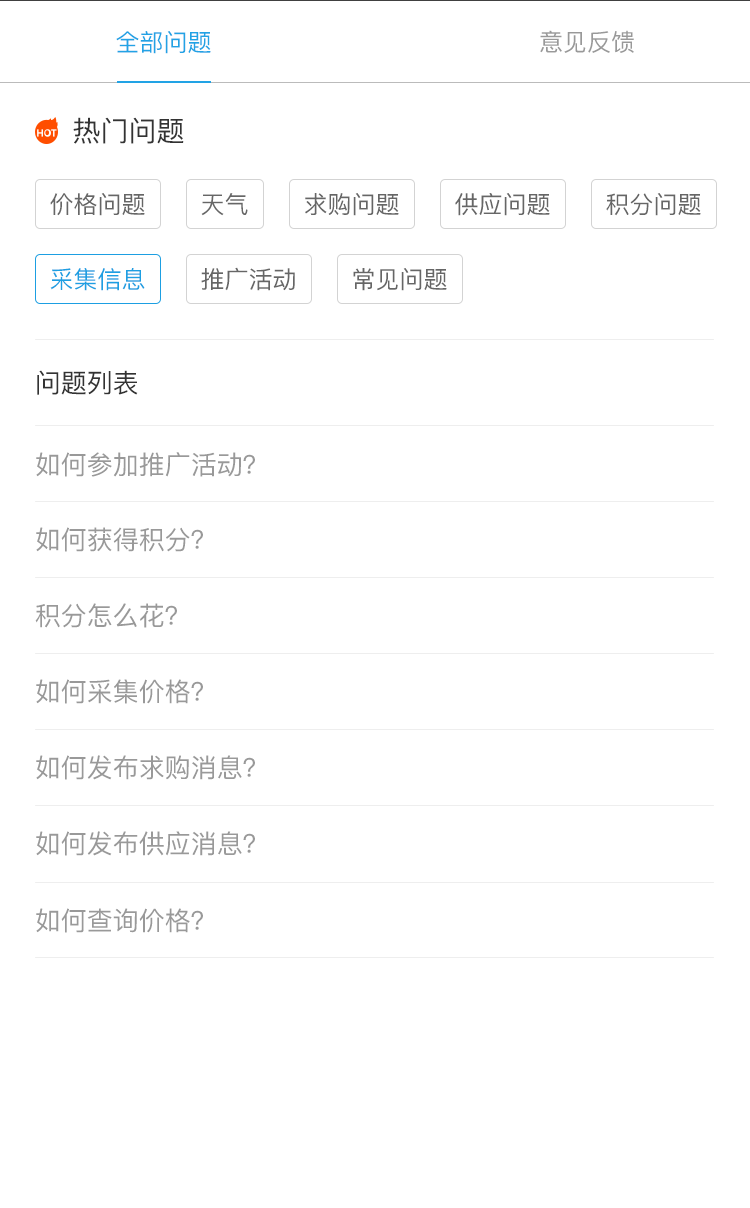 全部问题 意见反馈
HOT 热门问题
价格问题 天气 求购问题 供应问题 积分问题
采集信息 推广活动 常见问题
问题列表
如何参加推广活动?
如何获得积分?
积分怎么花?
如何采集价格?
如何发布求购消息?
如何发布供应消息?
如何查询价格?